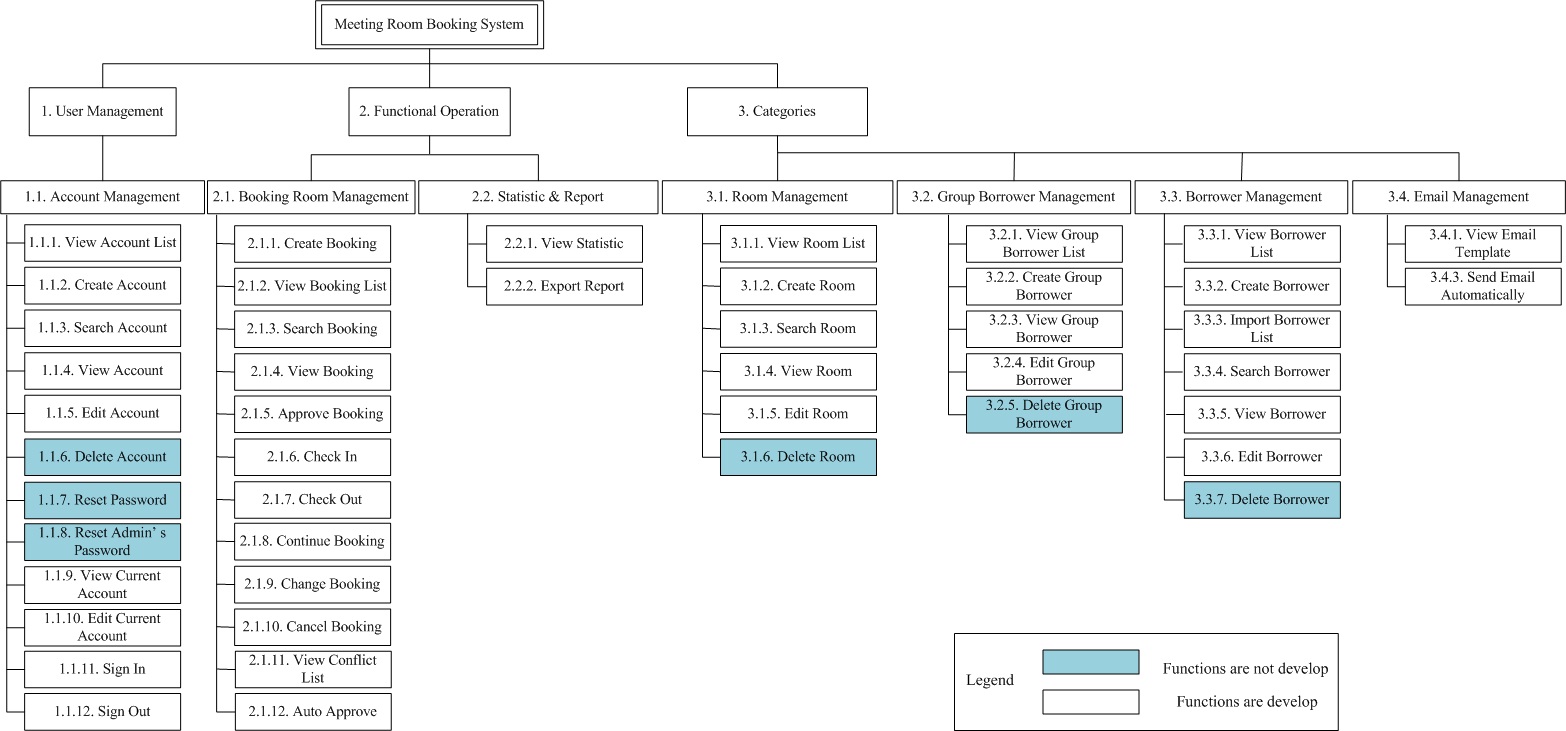 Meeting Room Booking System
1. User Management
2. Functional Operation
3. Categories
1.1. Account Management
2.1. Booking Room Management
2.2. Statistic & Report
3.1. Room Management
3.2. Group Borrower Management
3.3. Borrower Management
3.4. Email Management
1.1.1. View Account List
1.1.2. Create Account
1.1.3. Search Account
1.1.4. View Account
1.1.5. Edit Account
1.1.6. Delete Account
1.1.7. Reset Password
1.1.8. Reset Admin' s
Password
1.1.9. View Current
Account
1.1.10. Edit Current
Account
1.1.11. Sign In
1.1.12. Sign Out
2.1.1. Create Booking
2.1.2. View Booking List
2.1.3. Search Booking
2.1.4. View Booking
2.1.5. Approve Booking
2.1.6. Check In
2.1.7. Check Out
2.1.8. Continue Booking
2.1.9. Change Booking
2.1.10. Cancel Booking
2.1.11. View Conflict
List
2.1.12. Auto Approve
2.2.1. View Statistic
2.2.2. Export Report
3.1.1. View Room List
3.1.2. Create Room
3.1.3. Search Room
3.1.4. View Room
3.1.5. Edit Room
3.1.6. Delete Room
3.2.1. View Group
Borrower List
3.2.2. Create Group
Borrower
3.2.3. View Group
Borrower
3.2.4. Edit Group
Borrower
3.2.5. Delete Group
Borrower
3.3.1. View Borrower
List
3.3.2. Create Borrower
3.3.3. Import Borrower
List
3.3.4. Search Borrower
3.3.5. View Borrower
3.3.6. Edit Borrower
3.3.7. Delete Borrower
3.4.1. View Email
Template
3.4.3. Send Email
Automatically
Legend
Functions are not develop
Functions are develop